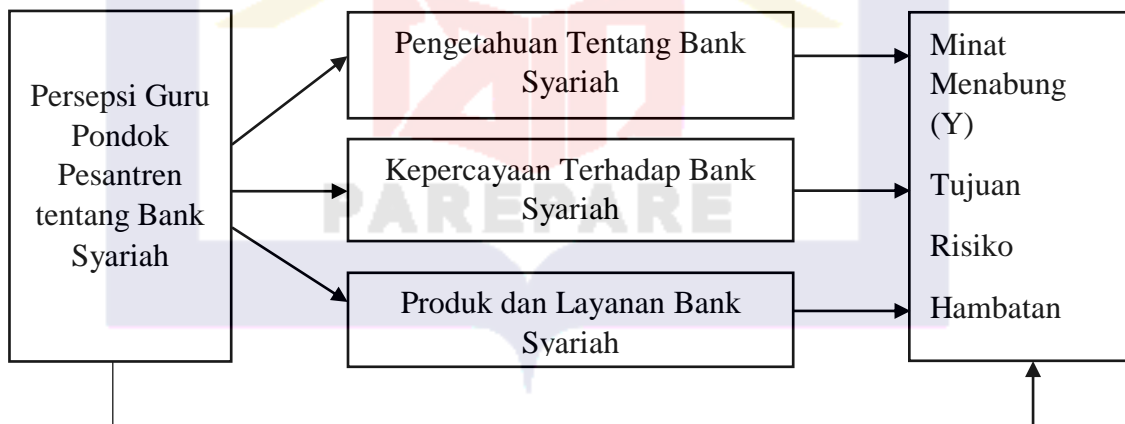 Persepsi Guru
Pondok
Pesantren
tentang Bank
Syariah
Pengetahuan Tentang Bank
Syariah
Kepercayaan Terhadap Bank
Syariah
Produk dan Layanan Bank
Syariah
Minat
Menabung
(Y)
Tujuan
Risiko
Hambatan
PAREPARE